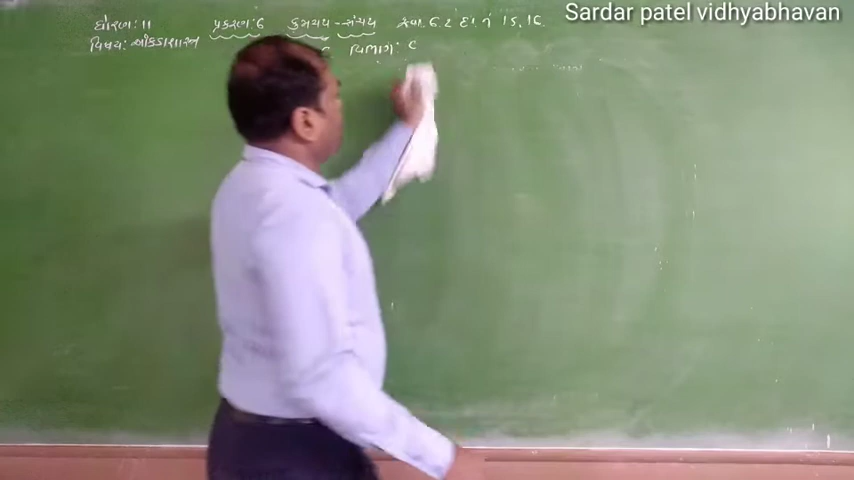 Sardar patel vidhyabhavan
ધોરણ: 11 પ્રકરણ: 6 ક્રમચય - સંચય સ્વા. 6.2 દા. નં 15, 16
વિષય: આંકડાશાસ્ત્ર વિભાગ: C